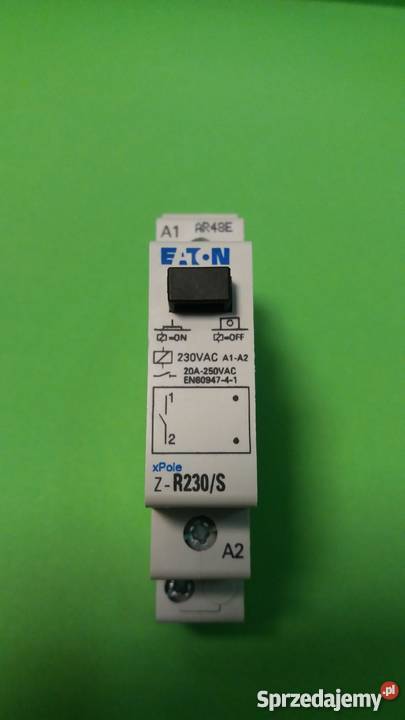 A1 AR48E
EATON
=ON =OFF
230VAC A1-A2
20A-250VAC
EN60947-4-1
1
2
xPole
Z-R230/S
A2
Sprzedajemy.pl